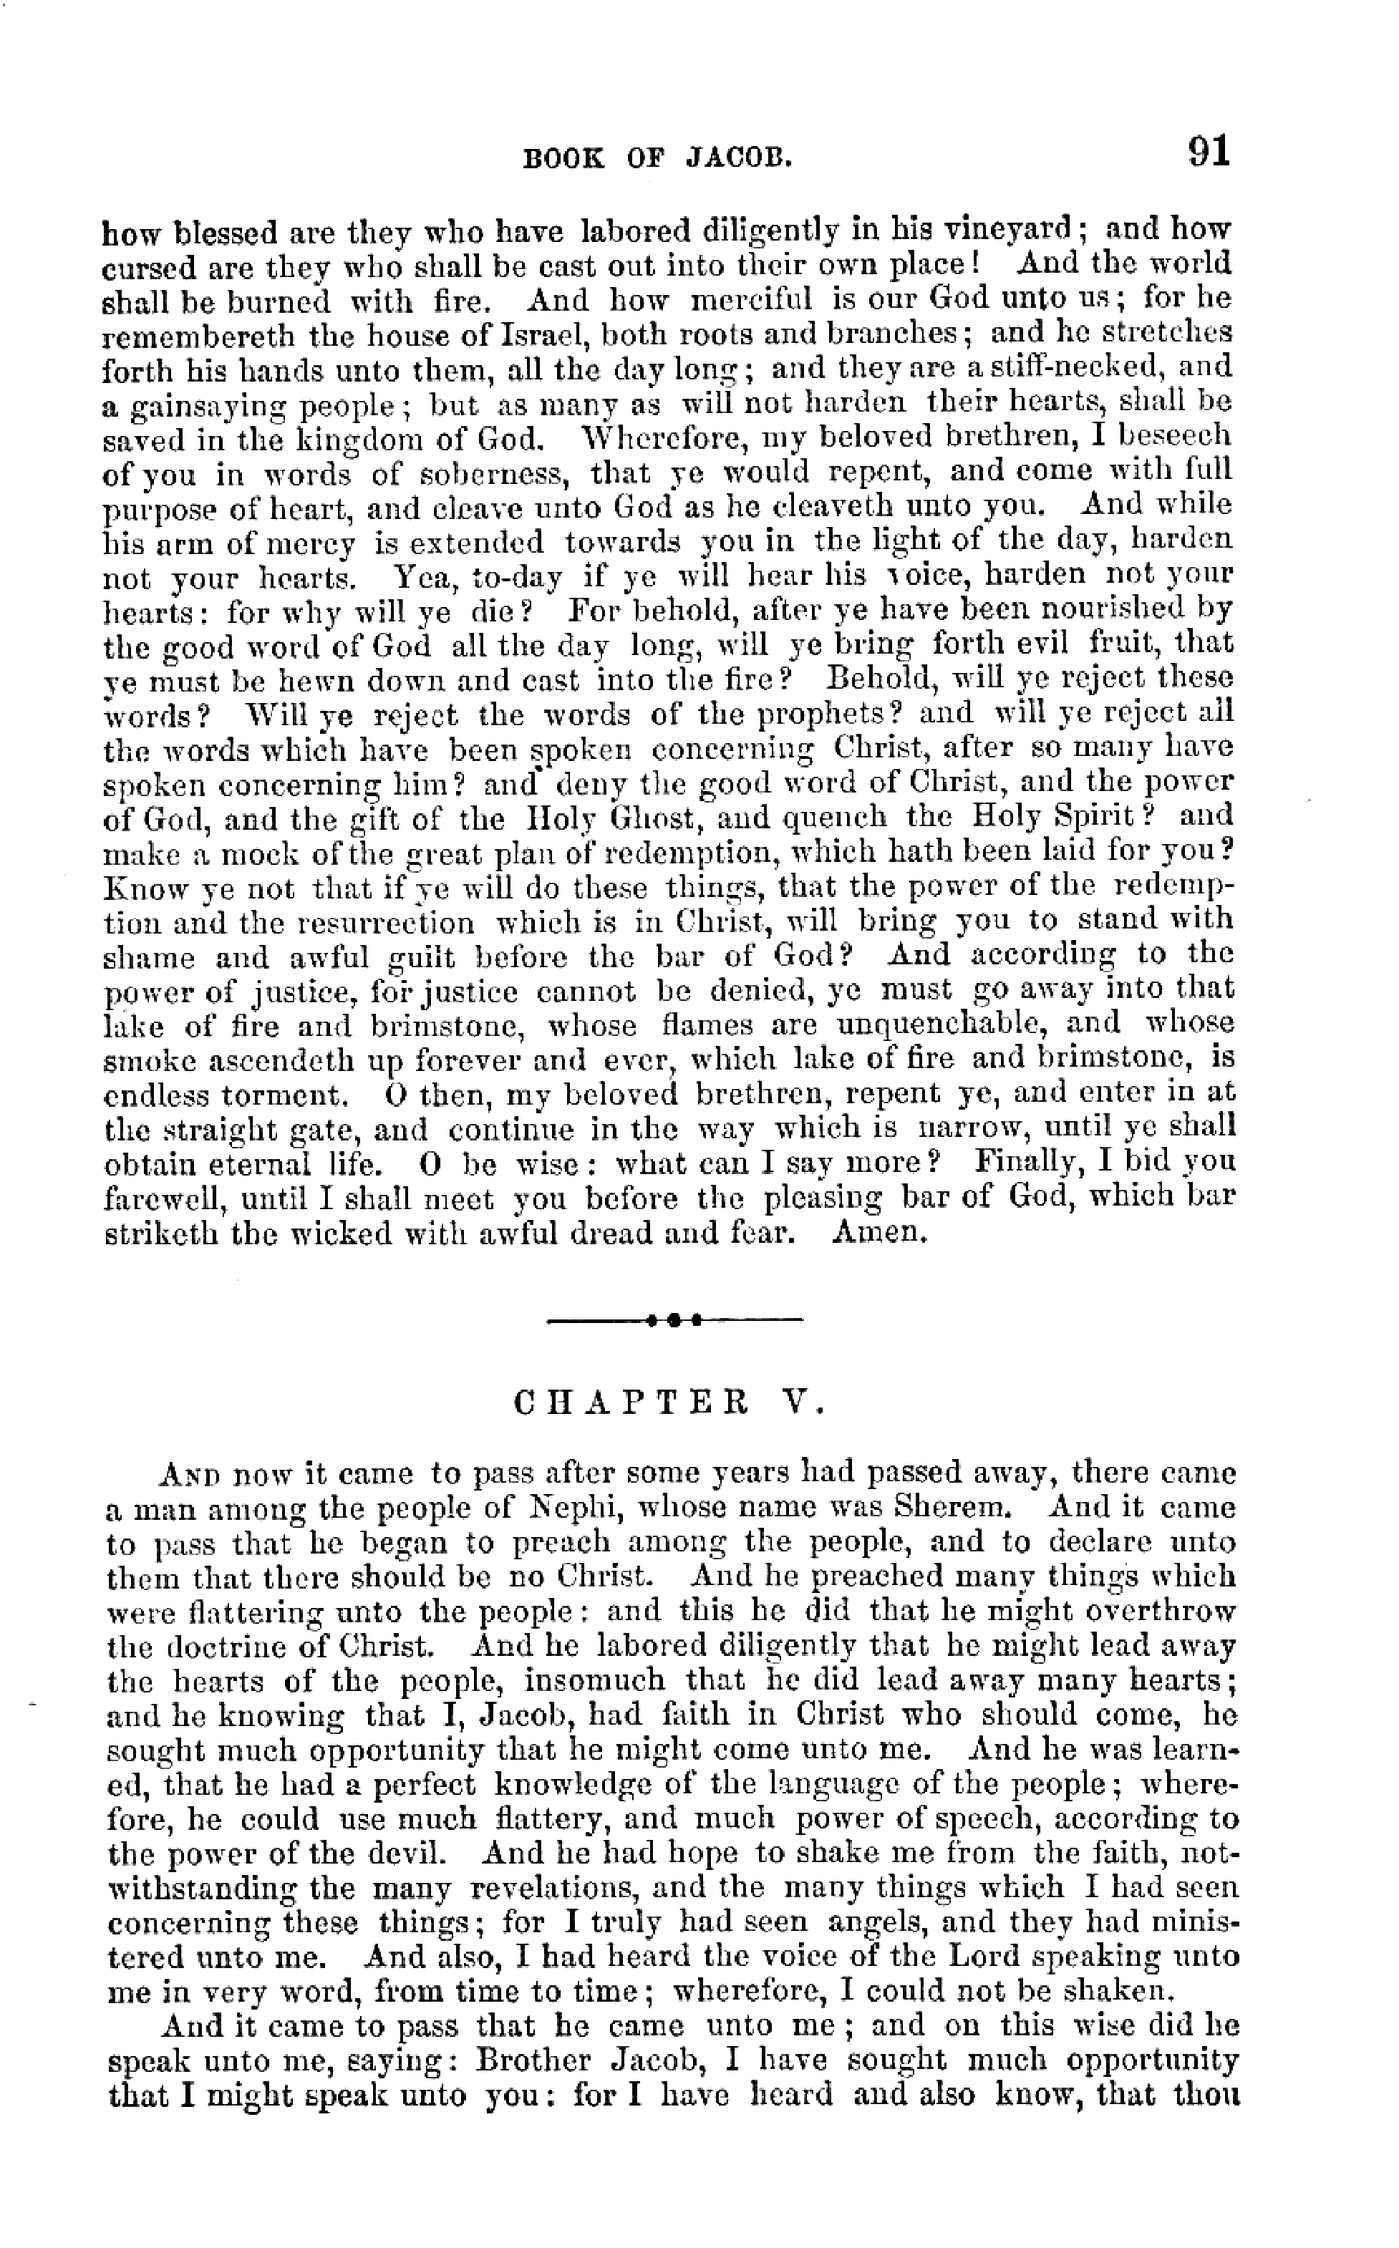 BOOK OF JACOB. 91
how blessed are they who have labored diligently in his vineyard; and how
cursed are they who shall be cast out into their own place! And the world
shall be burned with fire. And how merciful is our God unto us; for he
remembereth the house of Israel, both roots and branches; and he stretches
forth his hands unto them, all the day long; and they are a stiff-necked, and
a gainsaying people; but as many as will not harden their hearts, shall be
saved in the kingdom of God. Wherefore, my beloved brethren, I beseech
of you in words of soberness, that ye would repent, and come with full
purpose of heart, and cleave unto God as he cleaveth unto you. And while
his arm of mercy is extended towards you in the light of the day, harden
not your hearts. Yea, to-day if ye will hear his voice, harden not your
hearts: for why will ye die? For behold, after ye have been nourished by
the good word of God all the day long, will ye bring forth evil fruit, that
ye must be hewn down and cast into the fire? Behold, will ye reject these
words? Will ye reject the words of the prophets? and will ye reject all
the words which have been spoken concerning Christ, after so many have
spoken concerning him? and deny the good word of Christ, and the power
of God, and the gift of the Holy Ghost, and quench the Holy Spirit? and
make a mock of the great plan of redemption, which hath been laid for you?
Know ye not that if ye will do these things, that the power of the redemp-
tion and the resurrection which is in Christ, will bring you to stand with
shame and awful guilt before the bar of God? And according to the
power of justice, for justice cannot be denied, ye must go away into that
lake of fire and brimstone, whose flames are unquenchable, and whose
smoke ascendeth up forever and ever, which lake of fire and brimstone, is
endless torment. O then, my beloved brethren, repent ye, and enter in at
the straight gate, and continue in the way which is narrow, until ye shall
obtain eternal life. O be wise: what can I say more? Finally, I bid you
farewell, until I shall meet you before the pleasing bar of God, which bar
striketh the wicked with awful dread and fear. Amen.
CHAPTER V.
AND now it came to pass after some years had passed away, there came
a man among the people of Nephi, whose name was Sherem. And it came
to pass that he began to preach among the people, and to declare unto
them that there should be no Christ. And he preached many things which
were flattering unto the people: and this he did that he might overthrow
the doctrine of Christ. And he labored diligently that he might lead away
the hearts of the people, insomuch that he did lead away many hearts;
and he knowing that I, Jacob, had faith in Christ who should come, he
sought much opportunity that he might come unto me. And he was learn-
ed, that he had a perfect knowledge of the language of the people; where-
fore, he could use much flattery, and much power of speech, according to
the power of the devil. And he had hope to shake me from the faith, not-
withstanding the many revelations, and the many things which I had seen
concerning these things; for I truly had seen angels, and they had minis-
tered unto me. And also, I had heard the voice of the Lord speaking unto
me in very word, from time to time; wherefore, I could not be shaken.
And it came to pass that he came unto me; and on this wise did he
speak unto me, saying: Brother Jacob, I have sought much opportunity
that I might speak unto you: for I have heard and also know, that thou